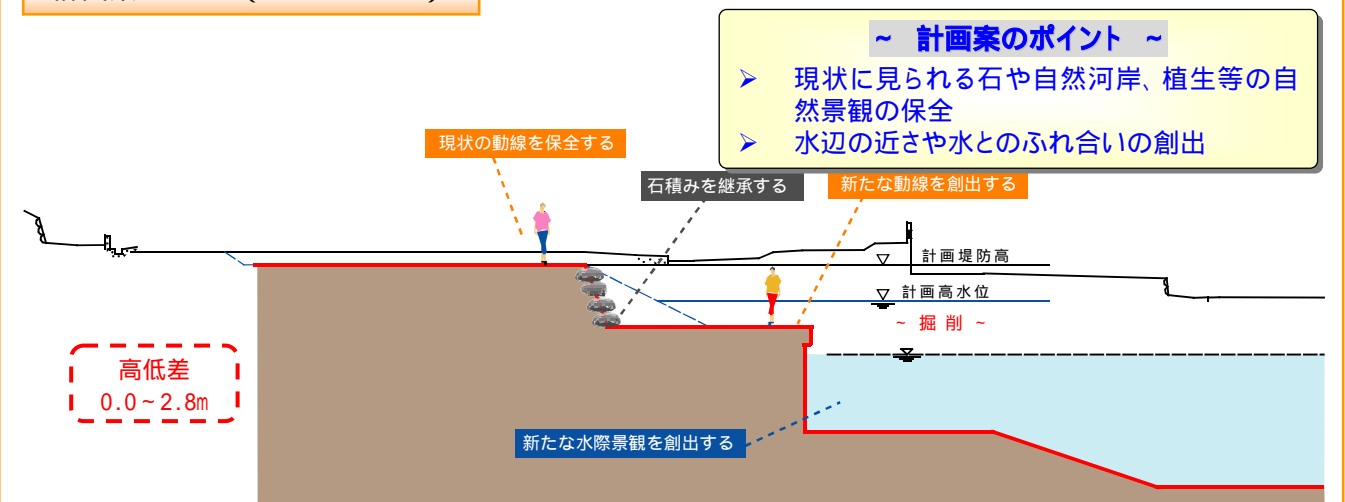 ~ 計画案のポイント ~
➢ 現状に見られる石や自然河岸、植生等の自
然景観の保全
➢ 水辺の近さや水とのふれ合いの創出
現状の動線を保全する
石積みを継承する
新たな動線を創出する
計画堤防高
計画高水位
~ 掘 削 ~
高低差
0.0~2.8m
新たな水際景観を創出する